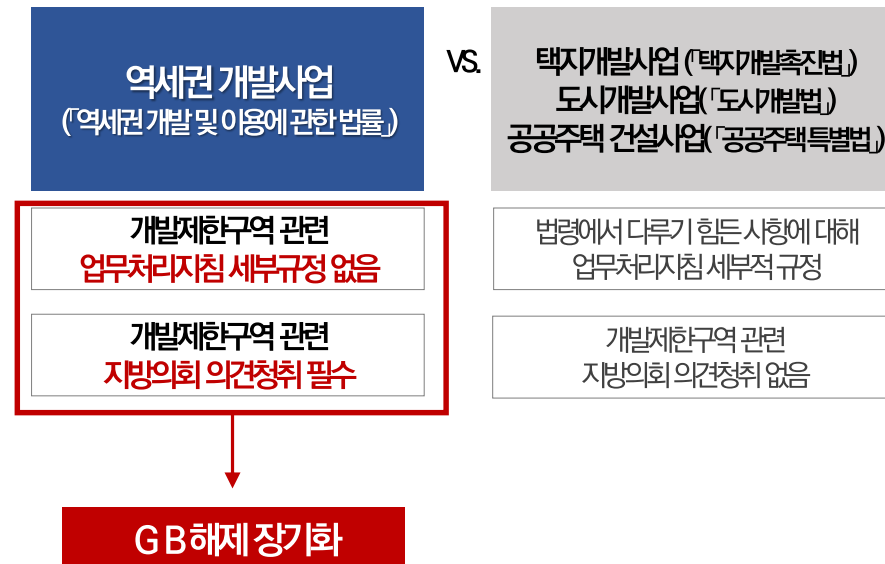 역세권 개발사업
(「역세권 개발 및 이용에 관한 법률」)
VS.
택지개발사업 (「택지개발촉진법」)
도시개발사업(「도시개발법」)
공공주택 건설사업(「공공주택 특별법」)
개발제한구역 관련
업무처리지침 세부규정 없음
법령에서 다루기 힘든 사항에 대해
업무처리지침 세부적 규정
개발제한구역 관련
지방의회 의견청취 필수
개발제한구역 관련
지방의회 의견청취 없음
GB해제 장기화